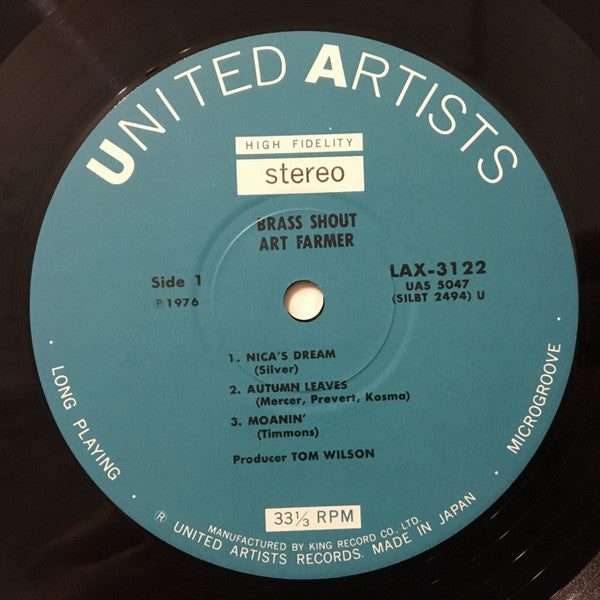 UNITED ARTISTS
HIGH FIDELITY
stereo
BRASS SHOUT
ART FARMER
Side 1
℗ 1976
LAX-3122
UAS 5047
(SILBT 2494) U
1. NICA'S DREAM
(Silver)
2. AUTUMN LEAVES
(Mercer, Prevert, Kosma)
3. MOANIN'
(Timmons)
Producer TOM WILSON
· LONG PLAYING ·
· MICROGROOVE ·
33⅓ RPM
MANUFACTURED BY KING RECORD CO., LTD.
® UNITED ARTISTS RECORDS. MADE IN JAPAN